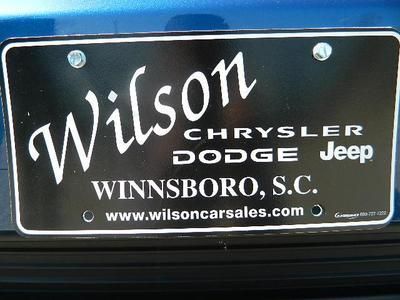 Wilson
CHRYSLER
DODGE Jeep
WINNSBORO, S.C.
www.wilsoncarsales.com